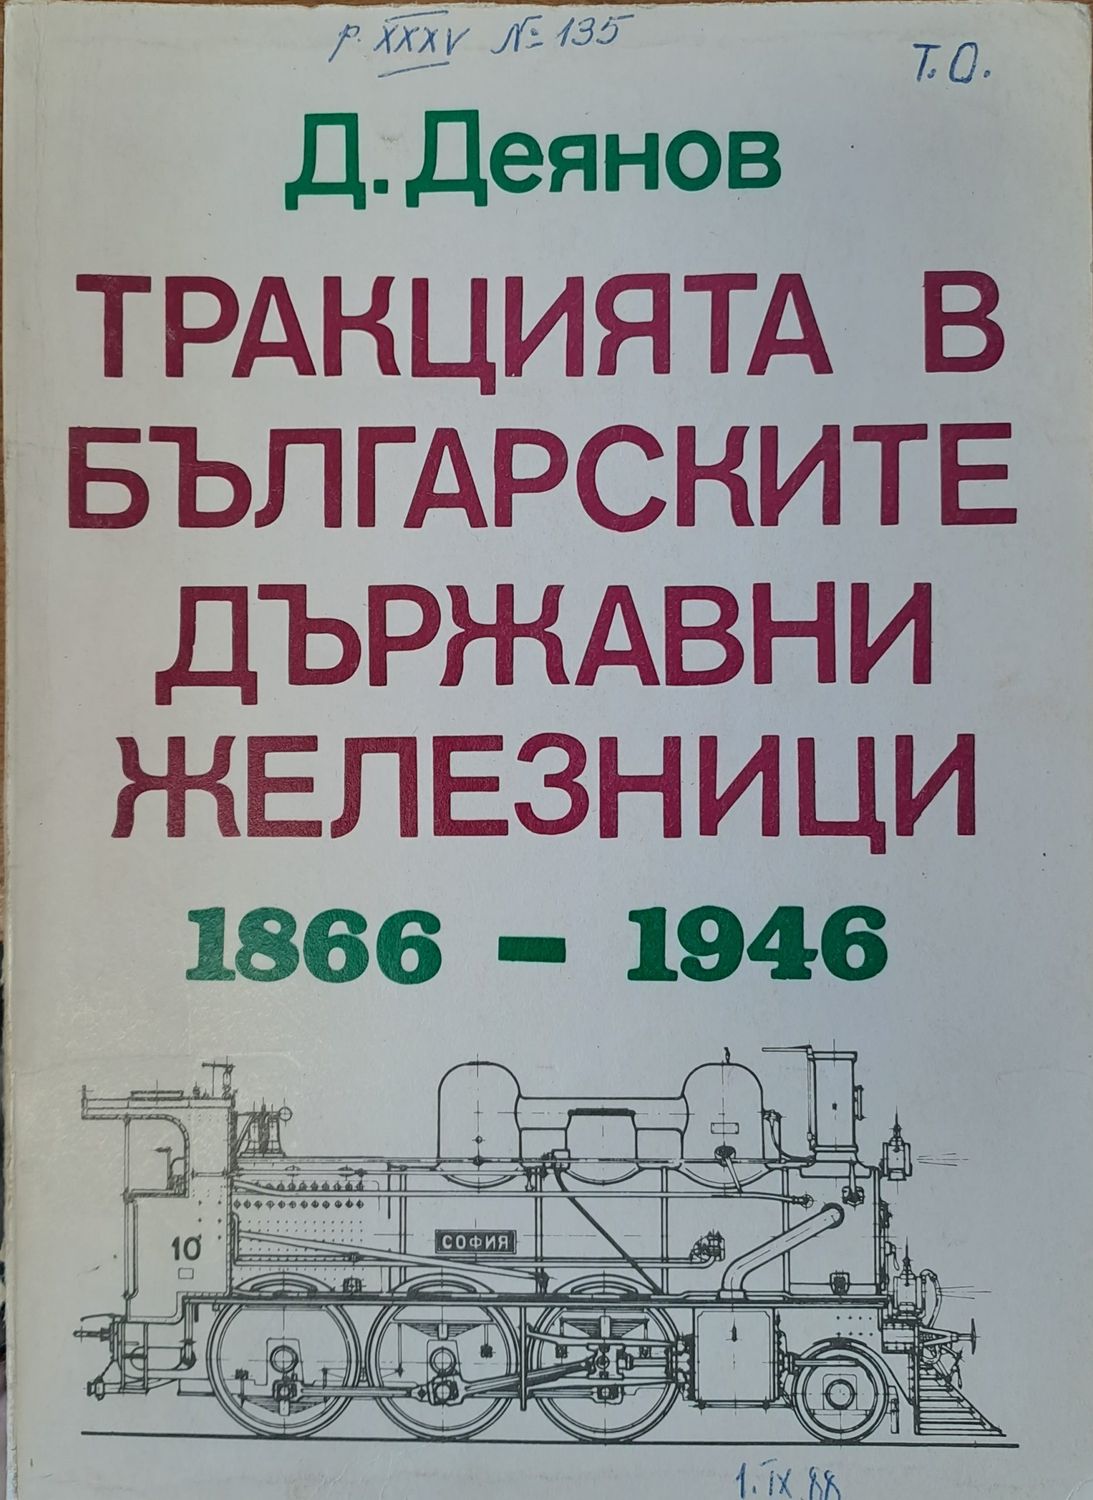 р. XXXV № 135
Т.О.
Д. Деянов
ТРАКЦИЯТА В
БЪЛГАРСКИТЕ
ДЪРЖАВНИ
ЖЕЛЕЗНИЦИ
1866 - 1946
СОФИЯ
10
1.IX.88